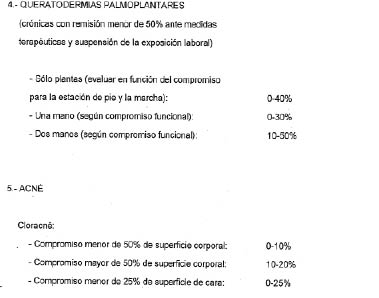 4.- QUERATODERMIAS PALMOPLANTARES
(crónicas con remisión menor de 50% ante medidas
terapéuticas y suspensión de la exposición laboral)
- Sólo plantas (evaluar en función del compromiso
para la estación de pie y la marcha): 0-40%
- Una mano (según compromiso funcional): 0-30%
- Dos manos (según compromiso funcional): 10-60%
5.- ACNÉ
Cloracné:
- Compromiso menor de 50% de superficie corporal: 0-10%
- Compromiso mayor de 50% de superficie corporal: 10-20%
- Compromiso menor de 25% de superficie de cara: 0-25%